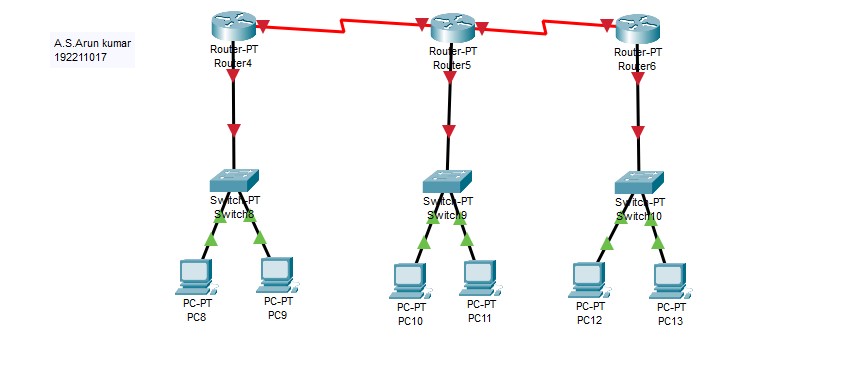 A.S.Arun kumar
192211017
Router-PT
Router4
Router-PT
Router5
Router-PT
Router6
Switch-PT
Switch8
Switch-PT
Switch9
Switch-PT
Switch10
PC-PT
PC8
PC-PT
PC9
PC-PT
PC10
PC-PT
PC11
PC-PT
PC12
PC-PT
PC13